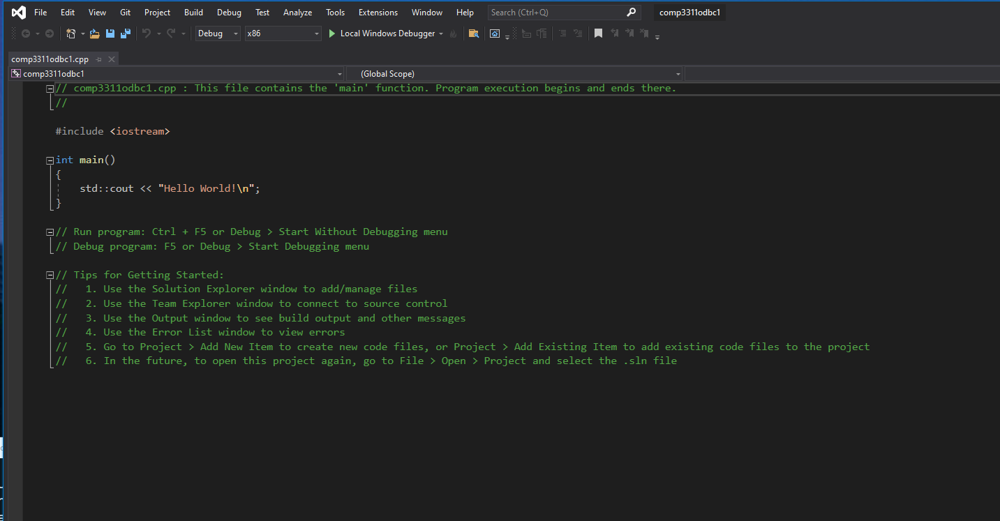 File Edit View Git Project Build Debug Test Analyze Tools Extensions Window Help Search (Ctrl+Q) comp3311odbc1
Debug x86 Local Windows Debugger
comp3311odbc1.cpp
comp3311odbc1 (Global Scope)
// comp3311odbc1.cpp : This file contains the 'main' function. Program execution begins and ends there.
//
#include <iostream>
int main()
{
std::cout << "Hello World!\n";
}
// Run program: Ctrl + F5 or Debug > Start Without Debugging menu
// Debug program: F5 or Debug > Start Debugging menu
// Tips for Getting Started:
//   1. Use the Solution Explorer window to add/manage files
//   2. Use the Team Explorer window to connect to source control
//   3. Use the Output window to see build output and other messages
//   4. Use the Error List window to view errors
//   5. Go to Project > Add New Item to create new code files, or Project > Add Existing Item to add existing code files to the project
//   6. In the future, to open this project again, go to File > Open > Project and select the .sln file